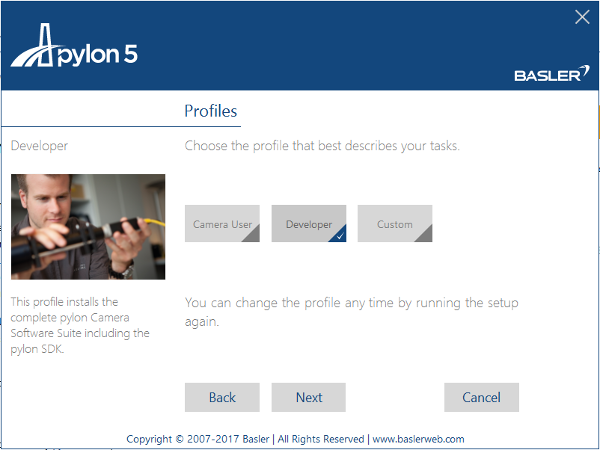 pylon 5
BASLER
Profiles
Developer
Choose the profile that best describes your tasks.
Camera User
Developer
Custom
This profile installs the
complete pylon Camera
Software Suite including the
pylon SDK.
You can change the profile any time by running the setup
again.
Back
Next
Cancel
Copyright © 2007-2017 Basler | All Rights Reserved | www.baslerweb.com